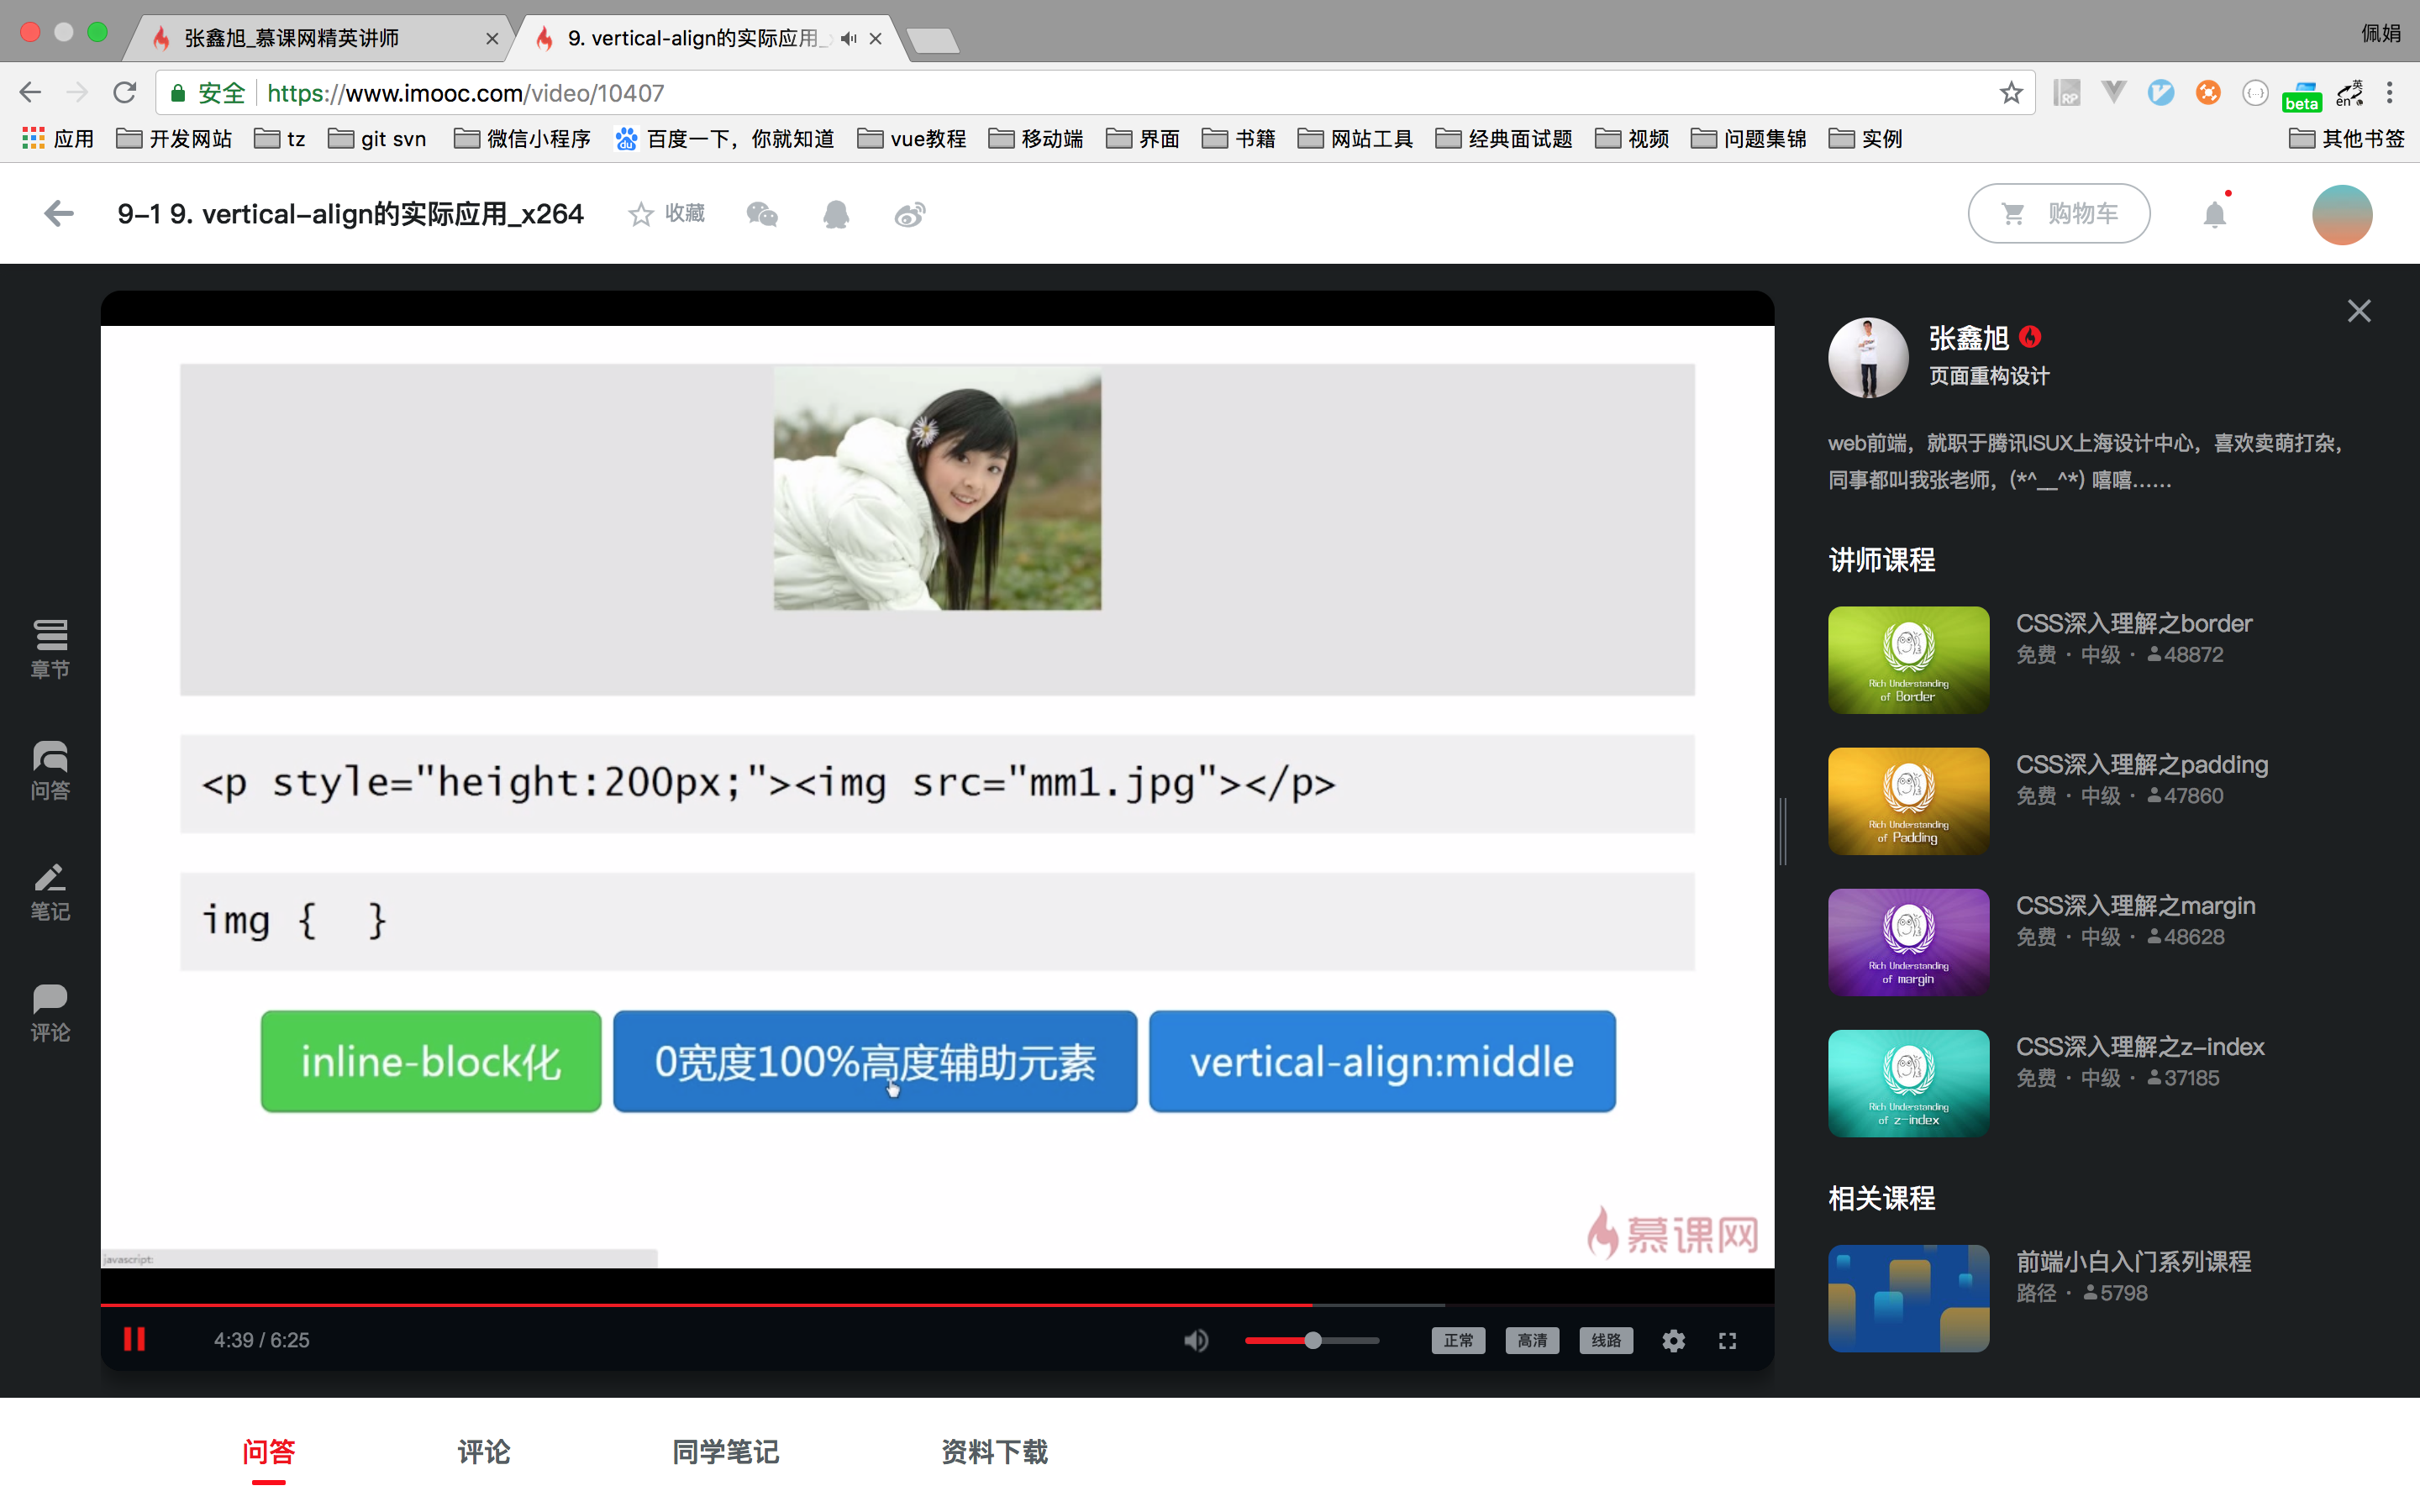 张鑫旭_慕课网精英讲师
9. vertical-align的实际应用_
佩娟
安全 https://www.imooc.com/video/10407
RP
beta
英
en
应用 开发网站 tz git svn 微信小程序 百度一下，你就知道 vue教程 移动端 界面 书籍 网站工具 经典面试题 视频 问题集锦 实例 其他书签
9-1 9. vertical-align的实际应用_x264 收藏 购物车
章节
问答
笔记
评论
<p style="height:200px;"><img src="mm1.jpg"></p>
img { }
inline-block化 0宽度100%高度辅助元素 vertical-align:middle
慕课网
javascript:
4:39 / 6:25 正常 高清 线路
张鑫旭
页面重构设计
web前端，就职于腾讯ISUX上海设计中心，喜欢卖萌打杂，
同事都叫我张老师，(*^__^*) 嘻嘻……
讲师课程
Rich Understanding
of Border
CSS深入理解之border
免费 · 中级 · 48872
Rich Understanding
of Padding
CSS深入理解之padding
免费 · 中级 · 47860
Rich Understanding
of margin
CSS深入理解之margin
免费 · 中级 · 48628
Rich Understanding
of z-index
CSS深入理解之z-index
免费 · 中级 · 37185
相关课程
前端小白入门系列课程
路径 · 5798
问答 评论 同学笔记 资料下载